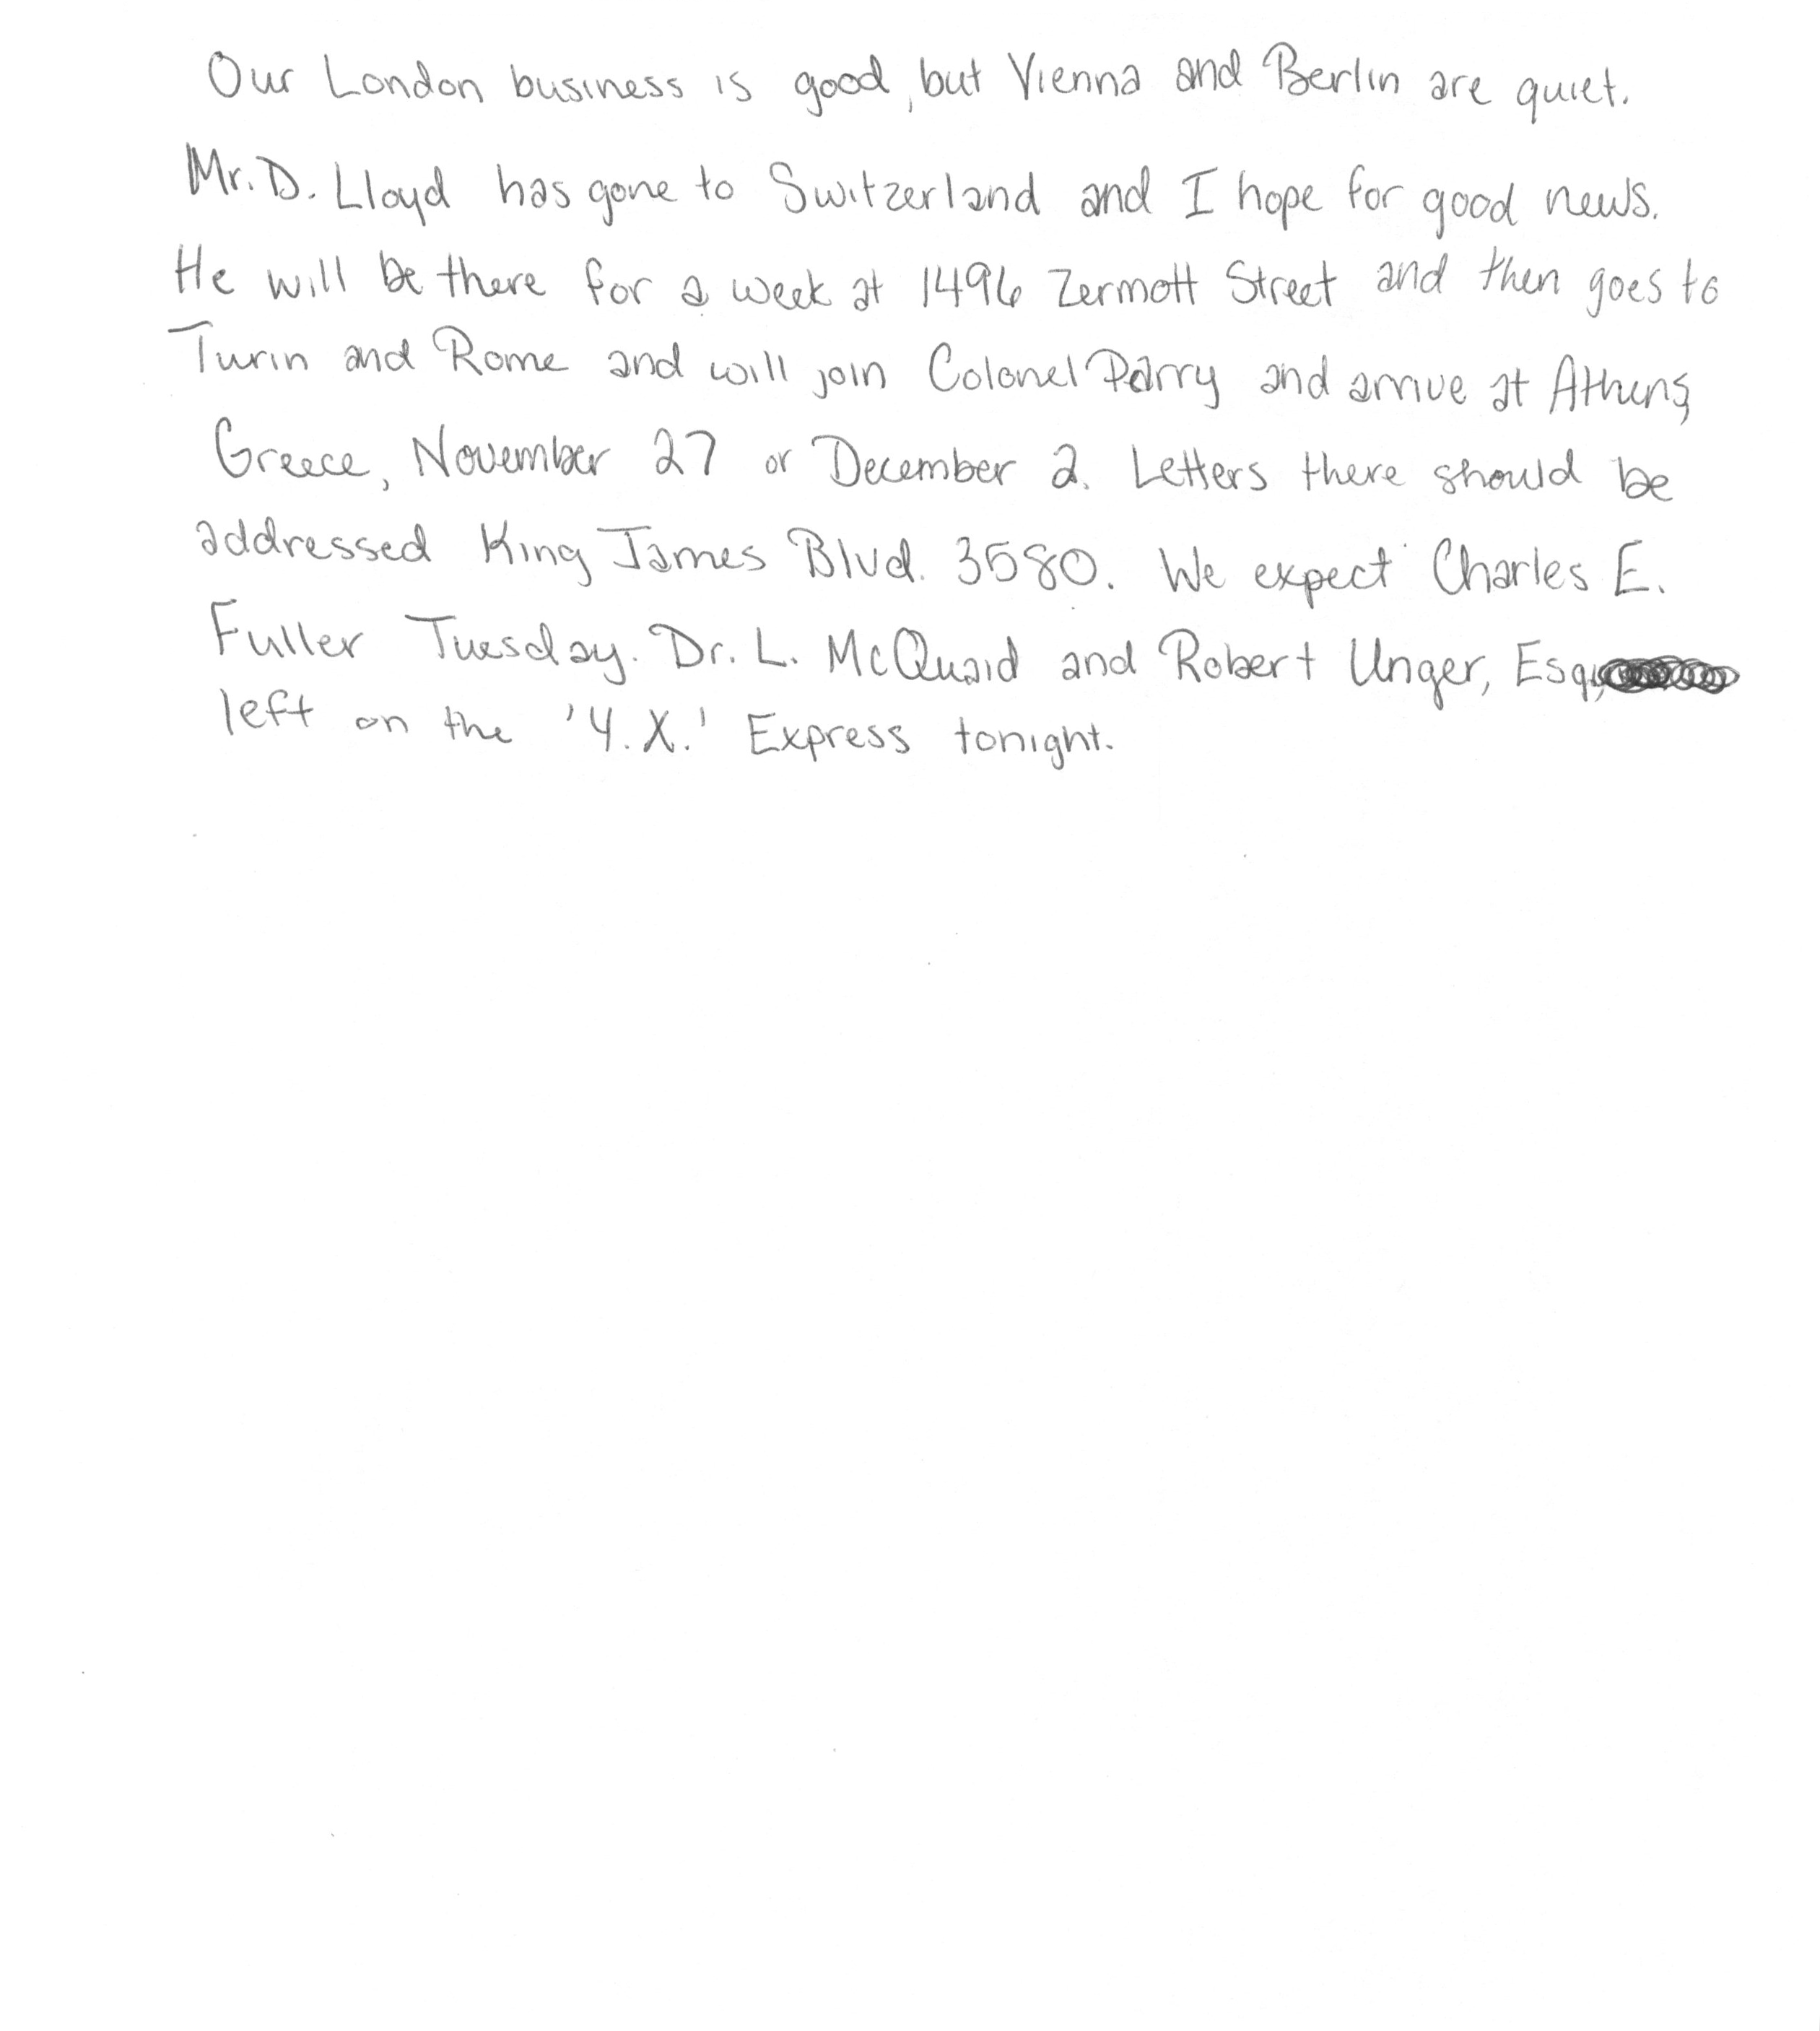 Our London business is good, but Vienna and Berlin are quiet.
Mr. D. Lloyd has gone to Switzerland and I hope for good news.
He will be there for a week at 1496 Zermott Street and then goes to
Turin and Rome and will join Colonel Parry and arrive at Athens,
Greece, November 27 or December 2. Letters there should be
addressed King James Blvd. 3580. We expect Charles E.
Fuller Tuesday. Dr. L. McQuaid and Robert Unger, Esq.,
left on the 'Y.X.' Express tonight.